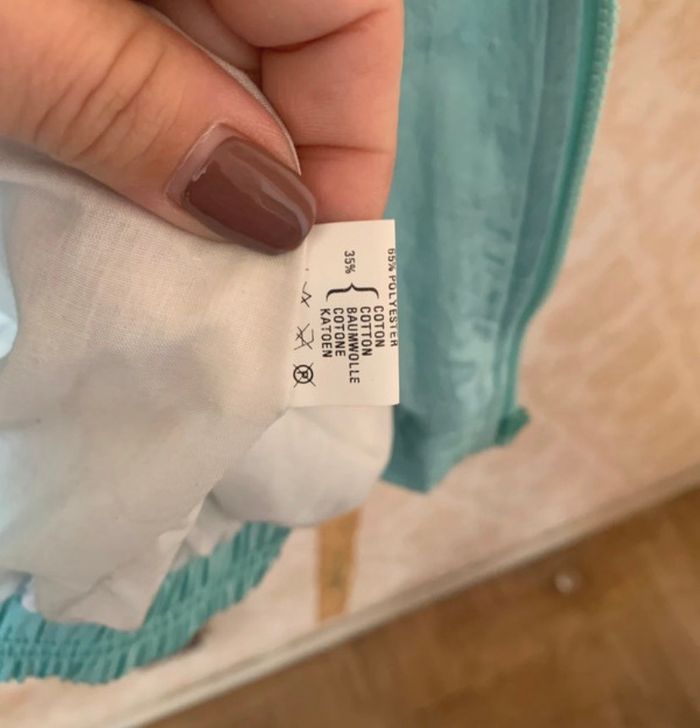 65% POLYESTER
35% { COTON
COTTON
BAUMWOLLE
COTONE
KATOEN
P